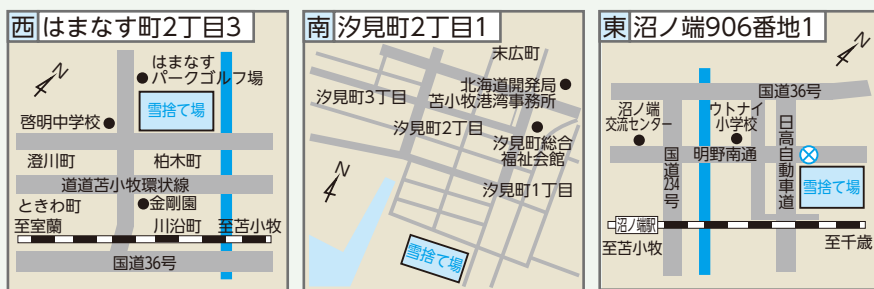 西 はまなす町2丁目3
N
はまなす
パークゴルフ場
雪捨て場
啓明中学校
澄川町
柏木町
道道苫小牧環状線
ときわ町
金剛園
至室蘭
川沿町
至苫小牧
国道36号
南 汐見町2丁目1
末広町
北海道開発局
苫小牧港湾事務所
汐見町3丁目
汐見町2丁目
汐見町総合
福祉会館
汐見町1丁目
N
雪捨て場
東 沼ノ端906番地1
N
国道36号
沼ノ端
交流センター
ウトナイ
小学校
日高自動車道
明野南通
国道234号
雪捨て場
沼ノ端駅
至苫小牧
至千歳